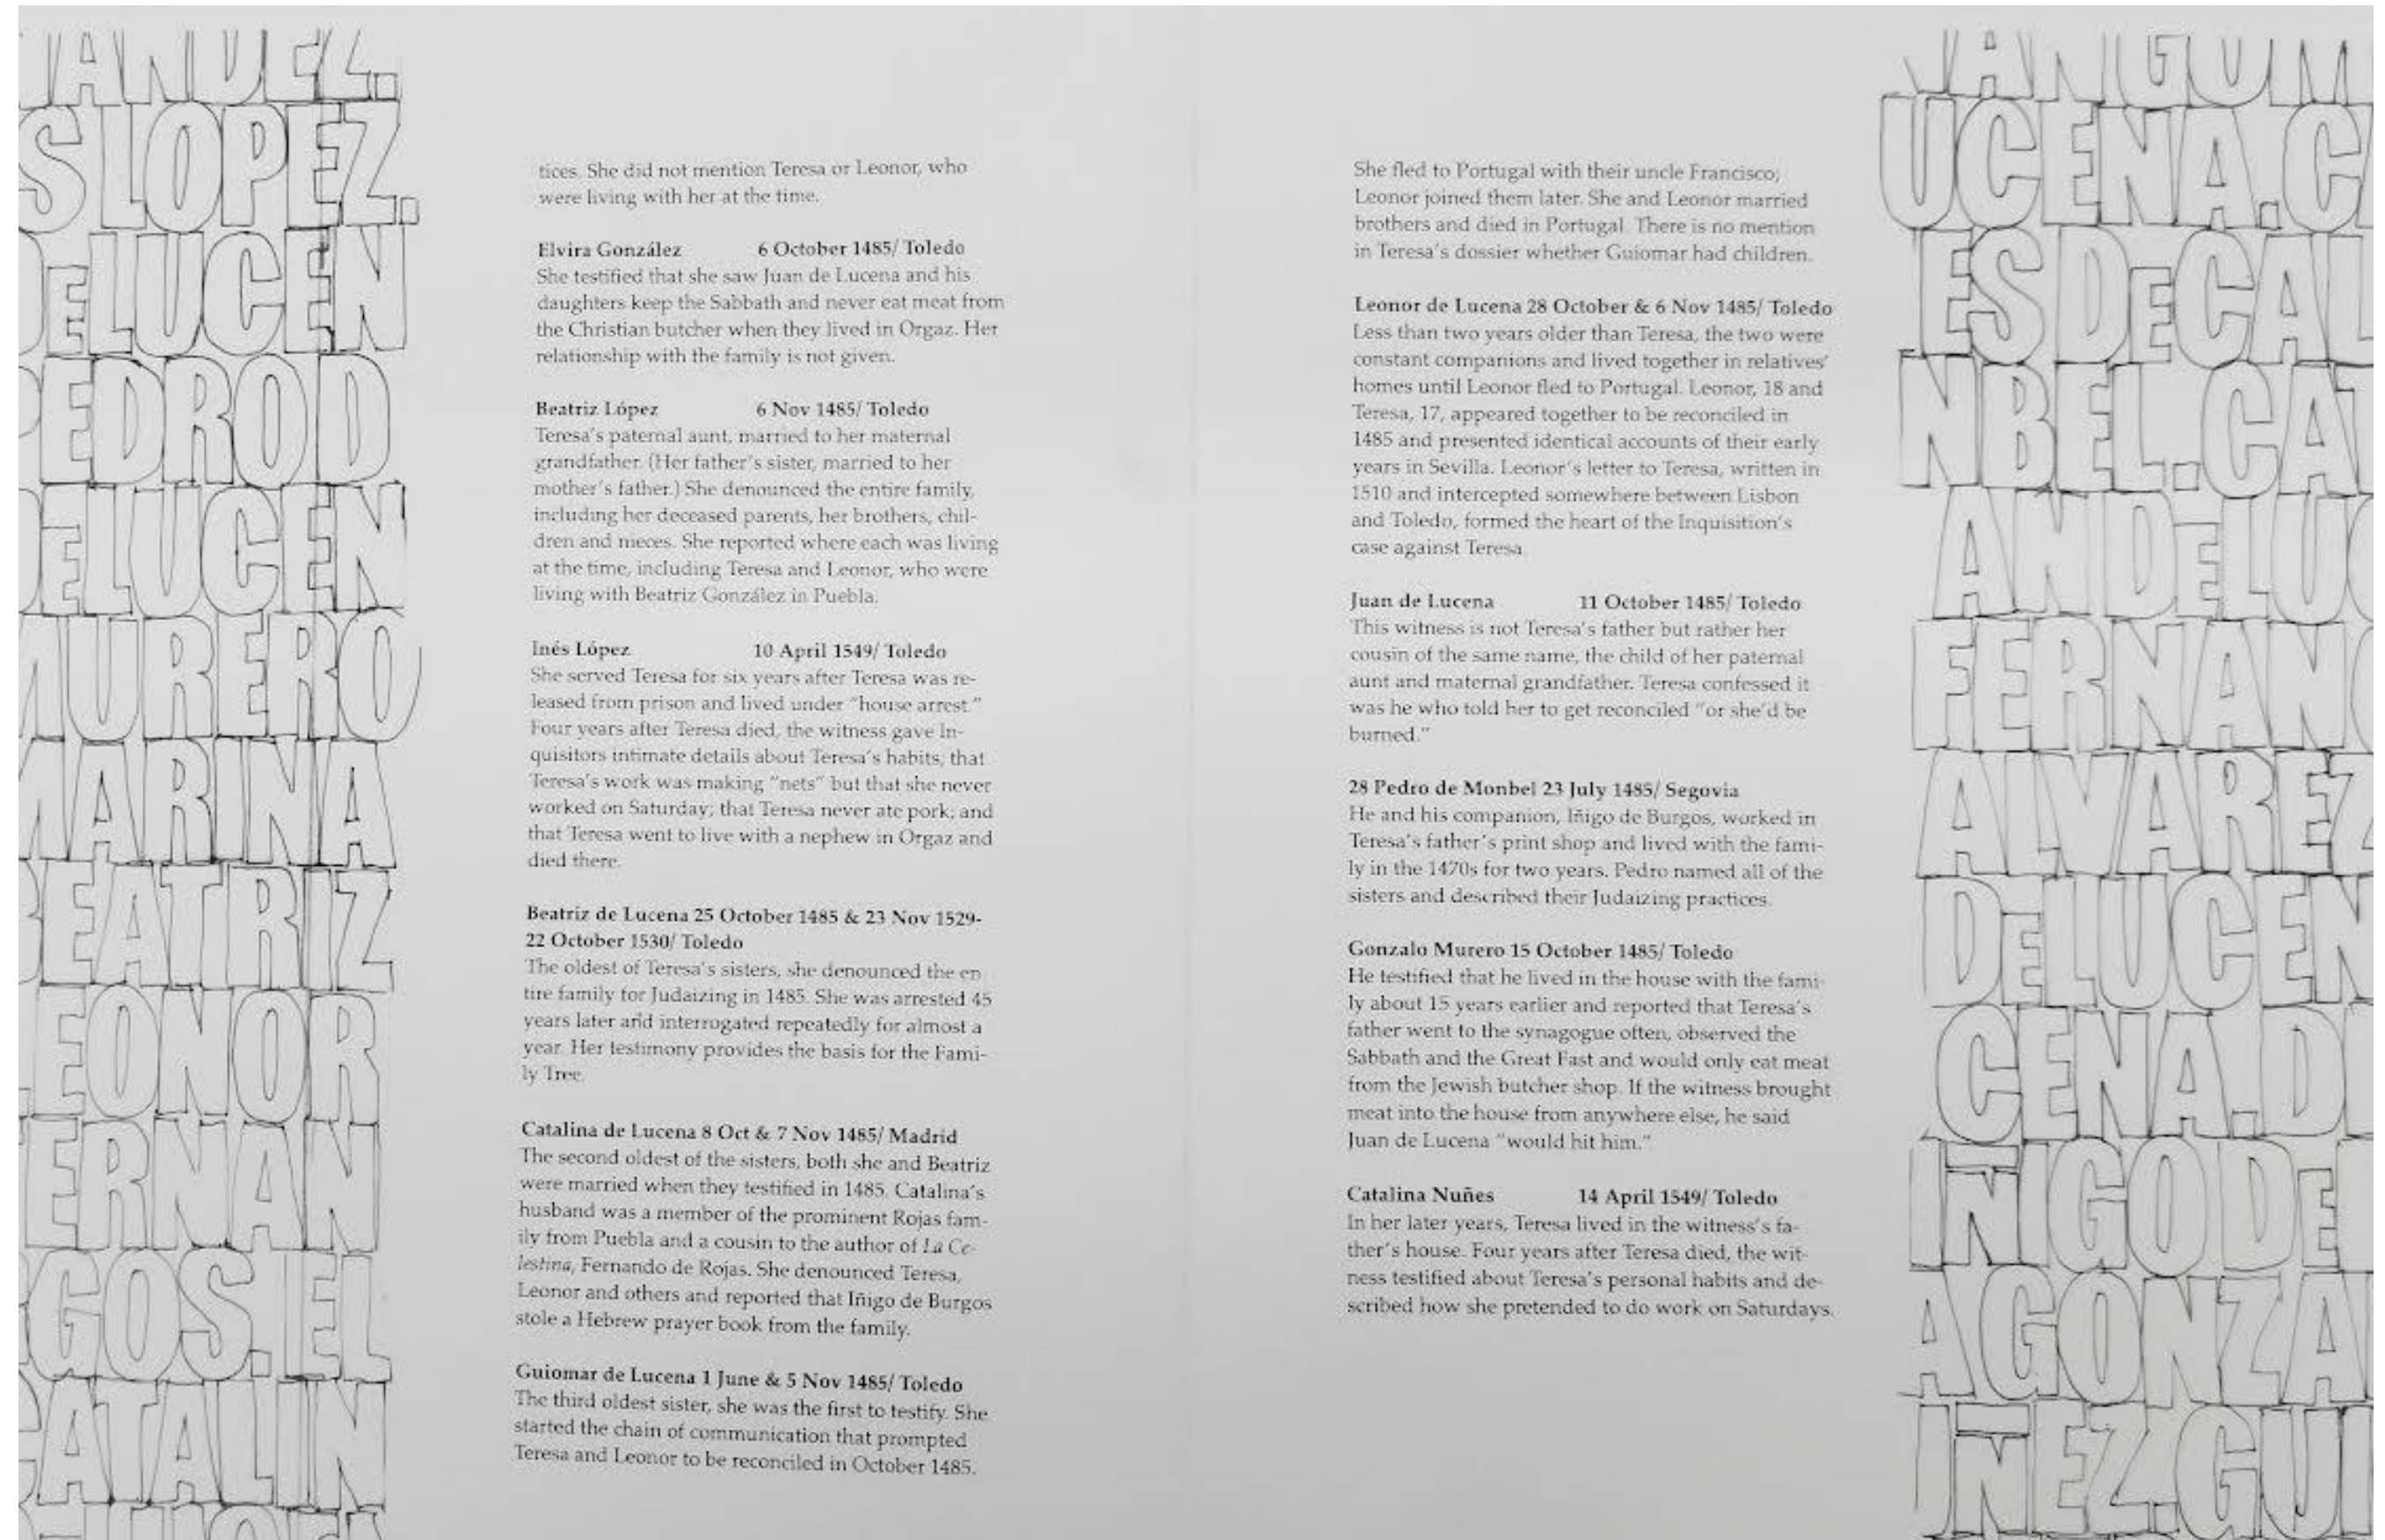 ANDEZ.
SLOPEZ.
DELUCEN
PEDROD
DELUCEN
MURERO
MARINA
BEATRIZ
LEONOR
ERNAN
GOS.EL
CATALIN
tices. She did not mention Teresa or Leonor, who
were living with her at the time.
Elvira González 6 October 1485/ Toledo
She testified that she saw Juan de Lucena and his
daughters keep the Sabbath and never eat meat from
the Christian butcher when they lived in Orgaz. Her
relationship with the family is not given.
Beatriz López 6 Nov 1485/ Toledo
Teresa's paternal aunt, married to her maternal
grandfather. (Her father's sister, married to her
mother's father.) She denounced the entire family,
including her deceased parents, her brothers, chil-
dren and nieces. She reported where each was living
at the time, including Teresa and Leonor, who were
living with Beatriz González in Puebla.
Inés López 10 April 1549/ Toledo
She served Teresa for six years after Teresa was re-
leased from prison and lived under "house arrest."
Four years after Teresa died, the witness gave In-
quisitors intimate details about Teresa's habits; that
Teresa's work was making "nets" but that she never
worked on Saturday; that Teresa never ate pork; and
that Teresa went to live with a nephew in Orgaz and
died there.
Beatriz de Lucena 25 October 1485 & 23 Nov 1529-
22 October 1530/ Toledo
The oldest of Teresa's sisters, she denounced the en
tire family for Judaizing in 1485. She was arrested 45
years later and interrogated repeatedly for almost a
year. Her testimony provides the basis for the Fami-
ly Tree.
Catalina de Lucena 8 Oct & 7 Nov 1485/ Madrid
The second oldest of the sisters, both she and Beatriz
were married when they testified in 1485. Catalina's
husband was a member of the prominent Rojas fam-
ily from Puebla and a cousin to the author of La Ce-
lestina, Fernando de Rojas. She denounced Teresa,
Leonor and others and reported that Iñigo de Burgos
stole a Hebrew prayer book from the family.
Guiomar de Lucena 1 June & 5 Nov 1485/ Toledo
The third oldest sister, she was the first to testify. She
started the chain of communication that prompted
Teresa and Leonor to be reconciled in October 1485.
She fled to Portugal with their uncle Francisco;
Leonor joined them later. She and Leonor married
brothers and died in Portugal. There is no mention
in Teresa's dossier whether Guiomar had children.
Leonor de Lucena 28 October & 6 Nov 1485/ Toledo
Less than two years older than Teresa, the two were
constant companions and lived together in relatives'
homes until Leonor fled to Portugal. Leonor, 18 and
Teresa, 17, appeared together to be reconciled in
1485 and presented identical accounts of their early
years in Sevilla. Leonor's letter to Teresa, written in
1510 and intercepted somewhere between Lisbon
and Toledo, formed the heart of the Inquisition's
case against Teresa.
Juan de Lucena 11 October 1485/ Toledo
This witness is not Teresa's father but rather her
cousin of the same name, the child of her paternal
aunt and maternal grandfather. Teresa confessed it
was he who told her to get reconciled "or she'd be
burned."
28 Pedro de Monbel 23 July 1485/ Segovia
He and his companion, Iñigo de Burgos, worked in
Teresa's father's print shop and lived with the fami-
ly in the 1470s for two years. Pedro named all of the
sisters and described their Judaizing practices.
Gonzalo Murero 15 October 1485/ Toledo
He testified that he lived in the house with the fami-
ly about 15 years earlier and reported that Teresa's
father went to the synagogue often, observed the
Sabbath and the Great Fast and would only eat meat
from the Jewish butcher shop. If the witness brought
meat into the house from anywhere else, he said
Juan de Lucena "would hit him."
Catalina Nuñes 14 April 1549/ Toledo
In her later years, Teresa lived in the witness's fa-
ther's house. Four years after Teresa died, the wit-
ness testified about Teresa's personal habits and de-
scribed how she pretended to do work on Saturdays.
ANGOM
UCENA.CA
ESDECAL
NBEL.CAT
ANDELUC
FERNAN
ALVAREZ
DELUCEN
CENA.D
IÑIGODE
AGONZA
ÑEZ.GUI